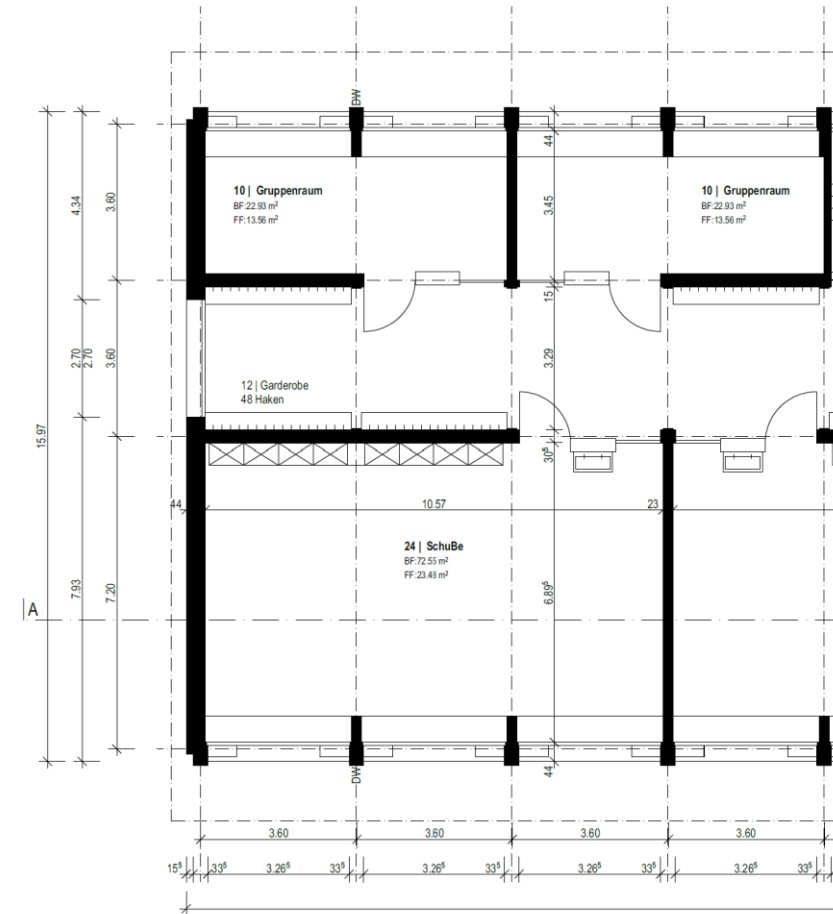 DW
44
10 | Gruppenraum
BF:22.93 m²
FF:13.56 m²
10 | Gruppenraum
BF:22.93 m²
FF:13.56 m²
4.34
3.60
3.45
15
2.70
2.70
3.60
3.29
12 | Garderobe
48 Haken
15.97
30⁵
44
10.57
23
24 | SchuBe
BF:72.55 m²
FF:23.48 m²
7.93
7.20
6.89⁵
A
44
DW
3.60
3.60
3.60
3.60
15⁵
33⁵
3.26⁵
33⁵
3.26⁵
33⁵
3.26⁵
33⁵
3.26⁵
33⁵